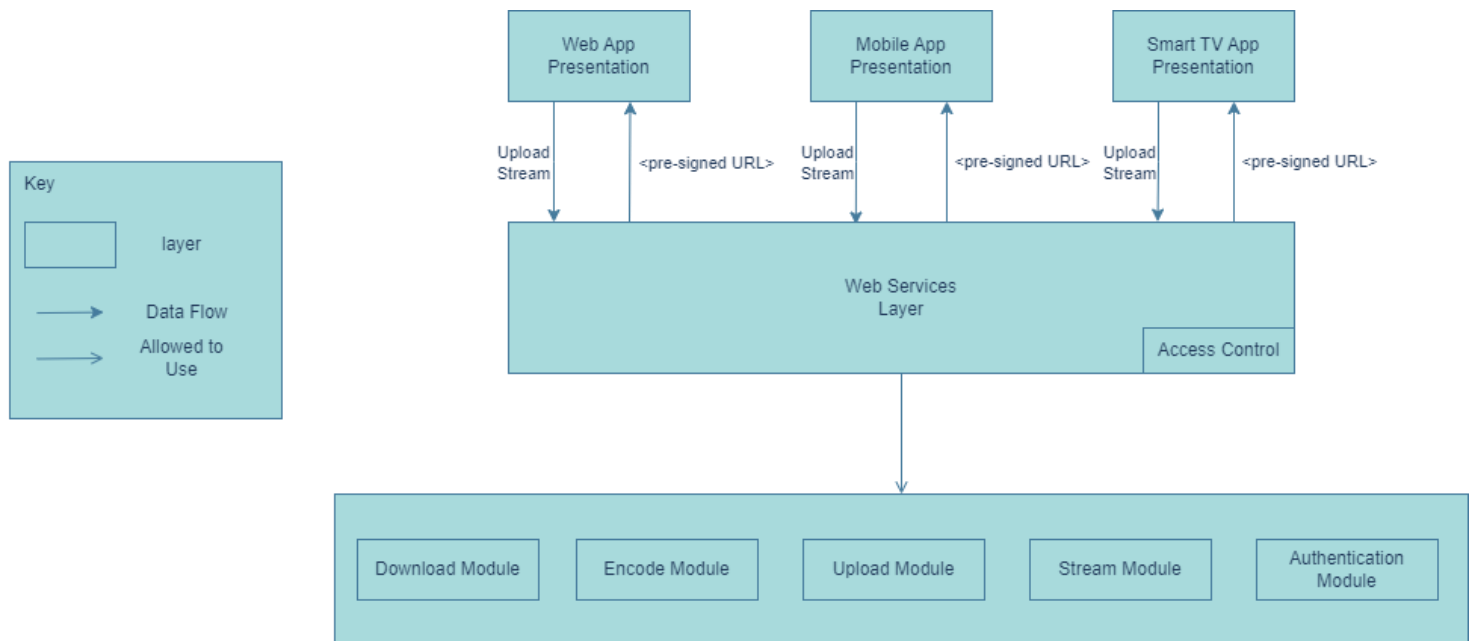 Web App
Presentation
Mobile App
Presentation
Smart TV App
Presentation
Upload
Stream
<pre-signed URL>
Upload
Stream
<pre-signed URL>
Upload
Stream
<pre-signed URL>
Key
layer
Data Flow
Allowed to
Use
Web Services
Layer
Access Control
Download Module
Encode Module
Upload Module
Stream Module
Authentication
Module